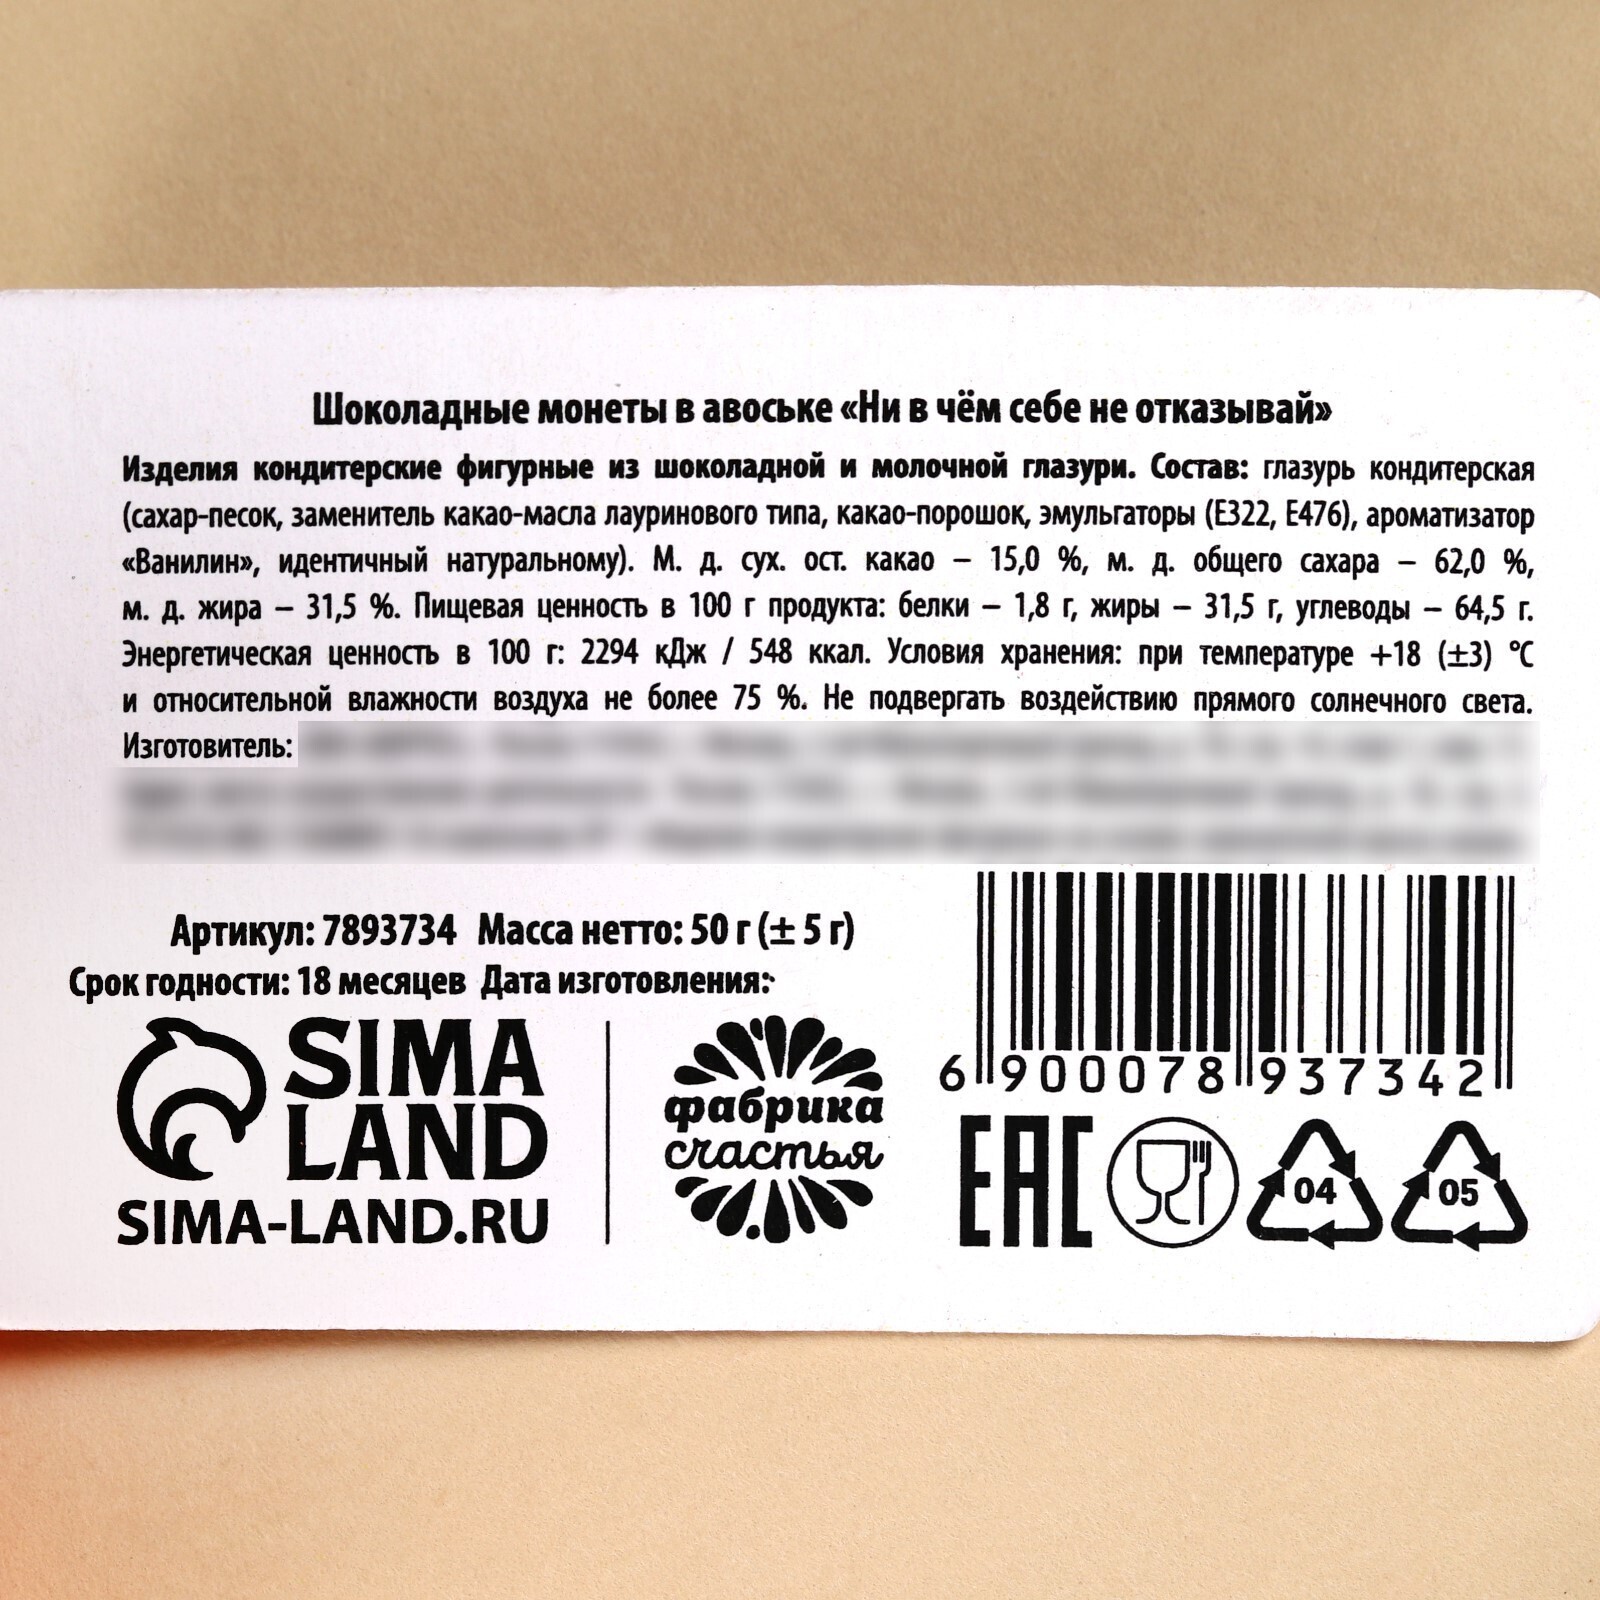 Шоколадные монеты в авоське «Ни в чём себе не отказывай»
Изделия кондитерские фигурные из шоколадной и молочной глазури. Состав: глазурь кондитерская
(сахар-песок, заменитель какао-масла лауринового типа, какао-порошок, эмульгаторы (Е322, Е476), ароматизатор
«Ванилин», идентичный натуральному). М. д. сух. ост. какао – 15,0 %, м. д. общего сахара – 62,0 %,
м. д. жира – 31,5 %. Пищевая ценность в 100 г продукта: белки – 1,8 г, жиры – 31,5 г, углеводы – 64,5 г.
Энергетическая ценность в 100 г: 2294 кДж / 548 ккал. Условия хранения: при температуре +18 (±3) °С
и относительной влажности воздуха не более 75 %. Не подвергать воздействию прямого солнечного света.
Изготовитель:
Артикул: 7893734 Масса нетто: 50 г (± 5 г)
Срок годности: 18 месяцев Дата изготовления:
SIMA
LAND
SIMA-LAND.RU
фабрика
счастья
6 900078 937342
EAC
04
05